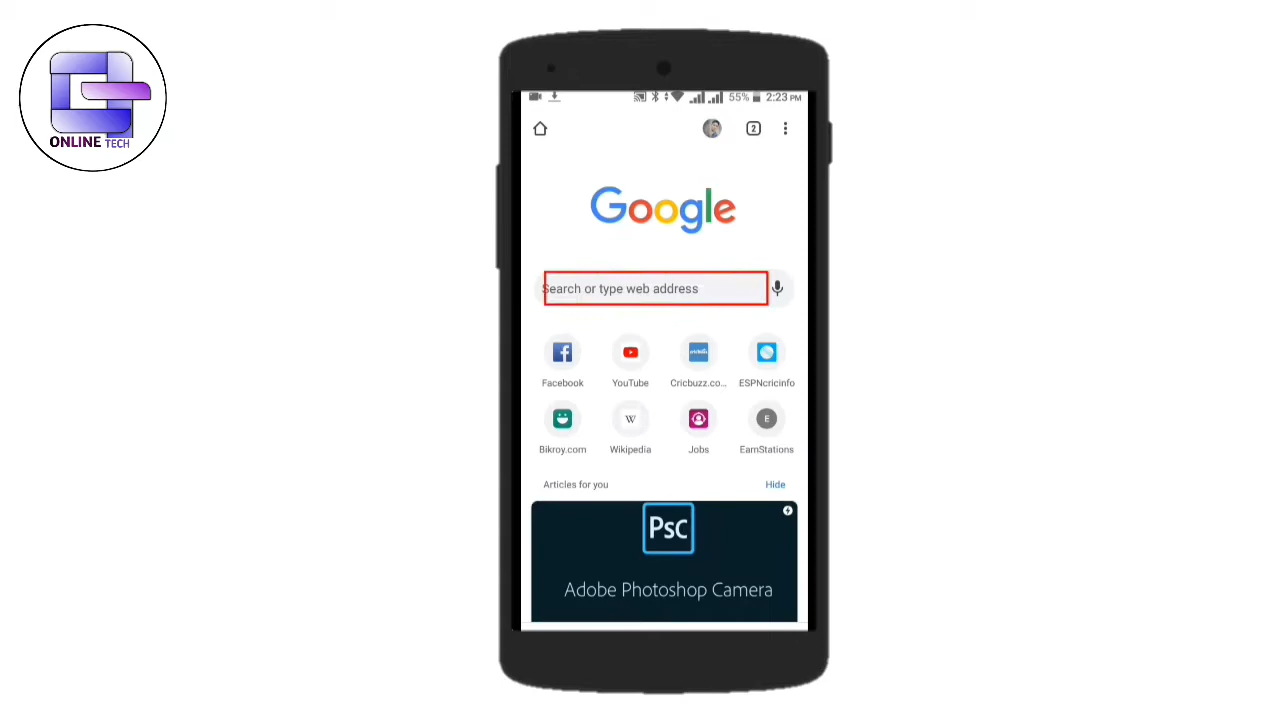 ONLINE TECH
55% 2:23 PM
2
Google
Search or type web address
Facebook YouTube Cricbuzz.co... ESPNcricinfo
W E
Bikroy.com Wikipedia Jobs EarnStations
Articles for you Hide
Psc
Adobe Photoshop Camera